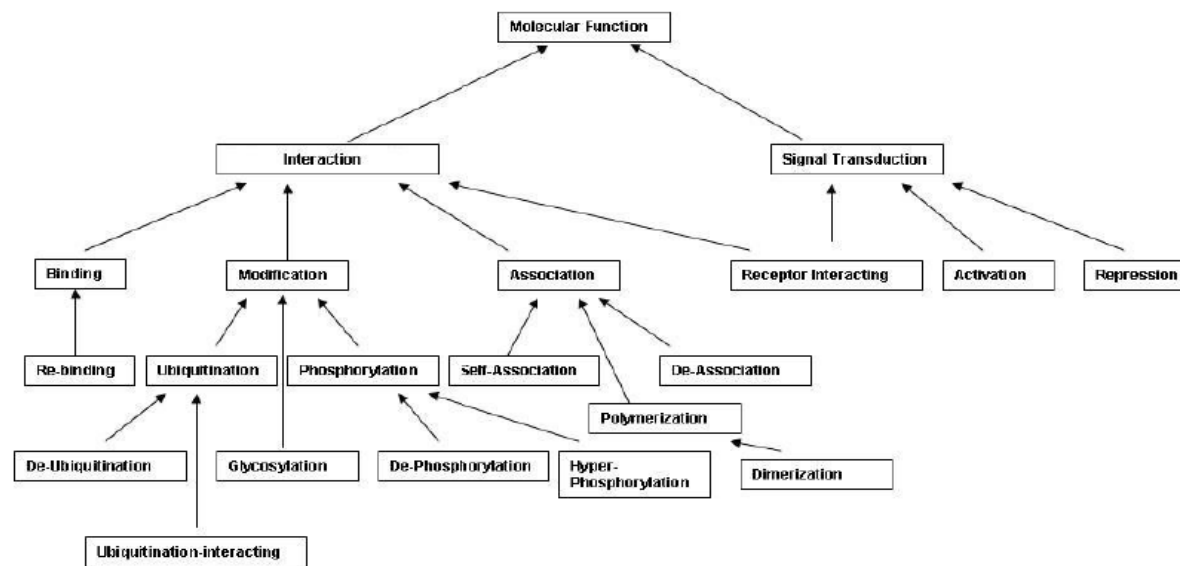 Molecular Function
Interaction
Signal Transduction
Binding
Modification
Association
Receptor Interacting
Activation
Repression
Re-binding
Ubiquitination
Phosphorylation
Self-Association
De-Association
Polymerization
De-Ubiquitination
Glycosylation
De-Phosphorylation
Hyper-
Phosphorylation
Dimerization
Ubiquitination-interacting